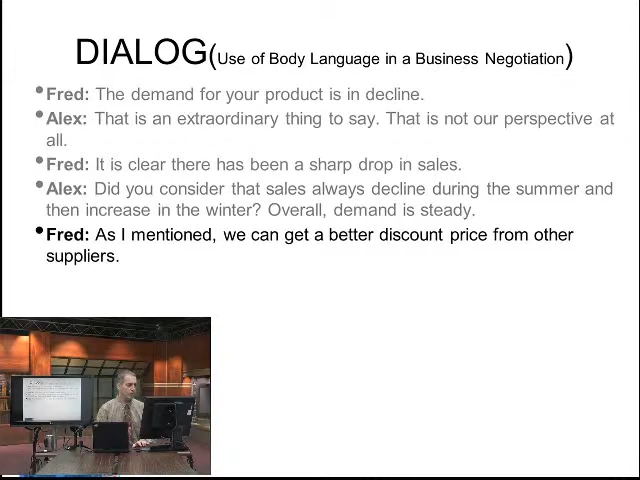 DIALOG(Use of Body Language in a Business Negotiation)
•Fred: The demand for your product is in decline.
•Alex: That is an extraordinary thing to say. That is not our perspective at
all.
•Fred: It is clear there has been a sharp drop in sales.
•Alex: Did you consider that sales always decline during the summer and
then increase in the winter? Overall, demand is steady.
•Fred: As I mentioned, we can get a better discount price from other
suppliers.